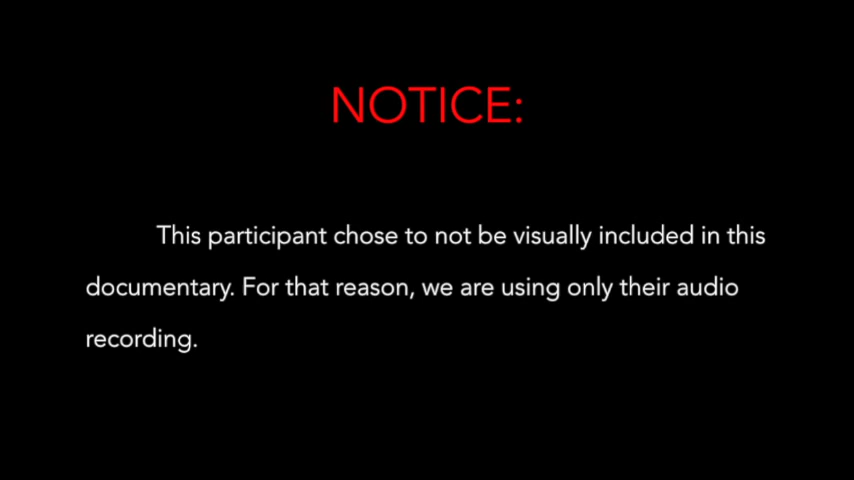 NOTICE:
This participant chose to not be visually included in this
documentary. For that reason, we are using only their audio
recording.